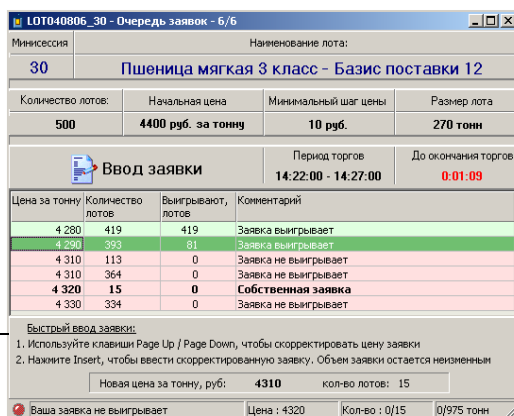 LOT040806_30 - Очередь заявок - 6/6
Минисессия Наименование лота:
30 Пшеница мягкая 3 класс - Базис поставки 12
Количество лотов: Начальная цена Минимальный шаг цены Размер лота
500 4400 руб. за тонну 10 руб. 270 тонн
Ввод заявки Период торгов До окончания торгов
14:22:00 - 14:27:00 0:01:09
Цена за тонну Количество лотов Выигрывают, лотов Комментарий
4 280 419 419 Заявка выигрывает
4 290 393 81 Заявка выигрывает
4 310 113 0 Заявка не выигрывает
4 310 364 0 Заявка не выигрывает
4 320 15 0 Собственная заявка
4 330 334 0 Заявка не выигрывает
Быстрый ввод заявки:
1. Используйте клавиши Page Up / Page Down, чтобы скорректировать цену заявки
2. Нажмите Insert, чтобы ввести скорректированную заявку. Объем заявки остается неизменным
Новая цена за тонну, руб: 4310 кол-во лотов: 15
Ваша заявка не выигрывает Цена : 4320 Кол-во : 0/15 0/975 тонн